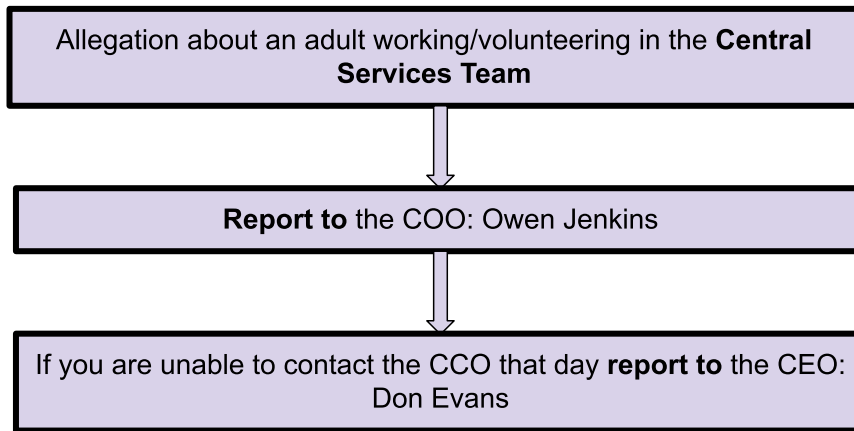 Allegation about an adult working/volunteering in the Central
Services Team
Report to the COO: Owen Jenkins
If you are unable to contact the CCO that day report to the CEO:
Don Evans